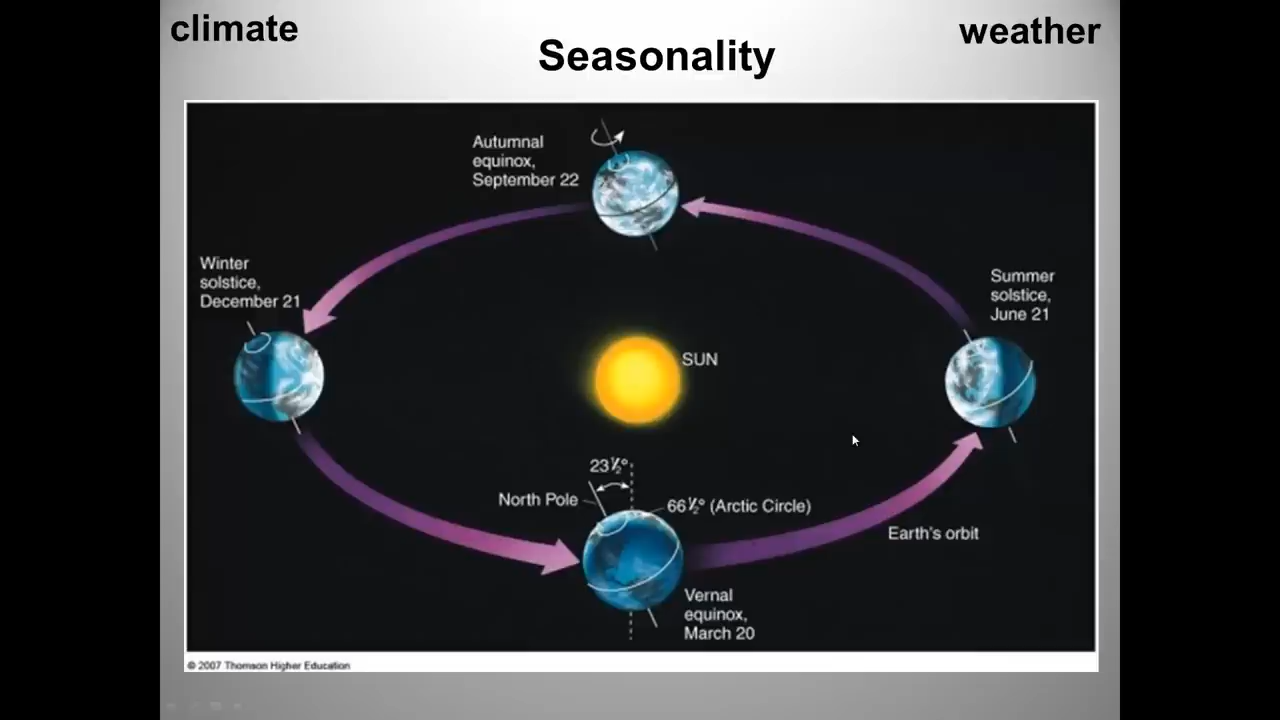 climate
weather
Seasonality
Autumnal
equinox,
September 22
Winter
solstice,
December 21
Summer
solstice,
June 21
SUN
23½°
North Pole
66½° (Arctic Circle)
Earth's orbit
Vernal
equinox,
March 20
© 2007 Thomson Higher Education